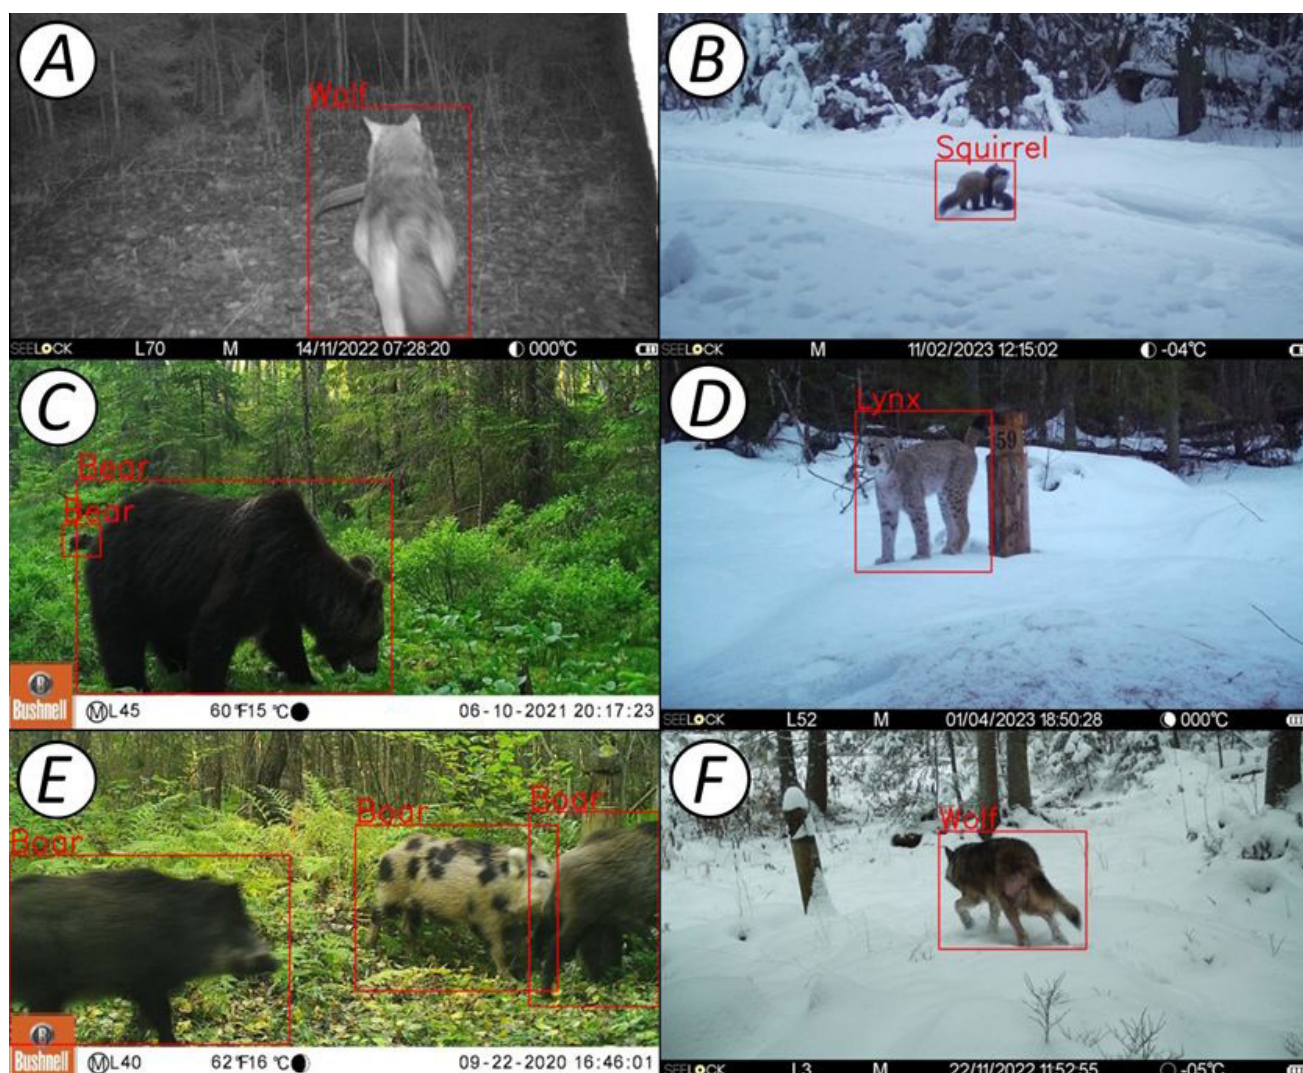 A
Wolf
SEELOCK L70 M 14/11/2022 07:28:20 000°C
B
Squirrel
SEELOCK M 11/02/2023 12:15:02 -04°C
C
Bear
Boar
Bushnell
M L45 60°F15 °C 06-10-2021 20:17:23
D
Lynx
59
SEELOCK L52 M 01/04/2023 18:50:28 000°C
E
Boar
Boar
Boar
Bushnell
M L40 62°F16 °C 09-22-2020 16:46:01
F
Wolf
SEELOCK L3 M 22/11/2022 11:52:55 -05°C